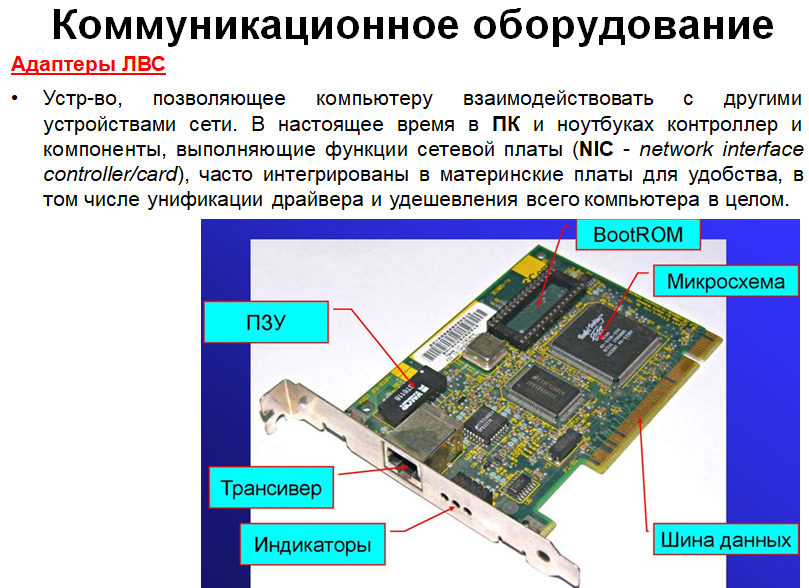 Коммуникационное оборудование
Адаптеры ЛВС
• Устр-во, позволяющее компьютеру взаимодействовать с другими
устройствами сети. В настоящее время в ПК и ноутбуках контроллер и
компоненты, выполняющие функции сетевой платы (NIC - network interface
controller/card), часто интегрированы в материнские платы для удобства, в
том числе унификации драйвера и удешевления всего компьютера в целом.
BootROM
Микросхема
ПЗУ
Трансивер
Индикаторы
Шина данных